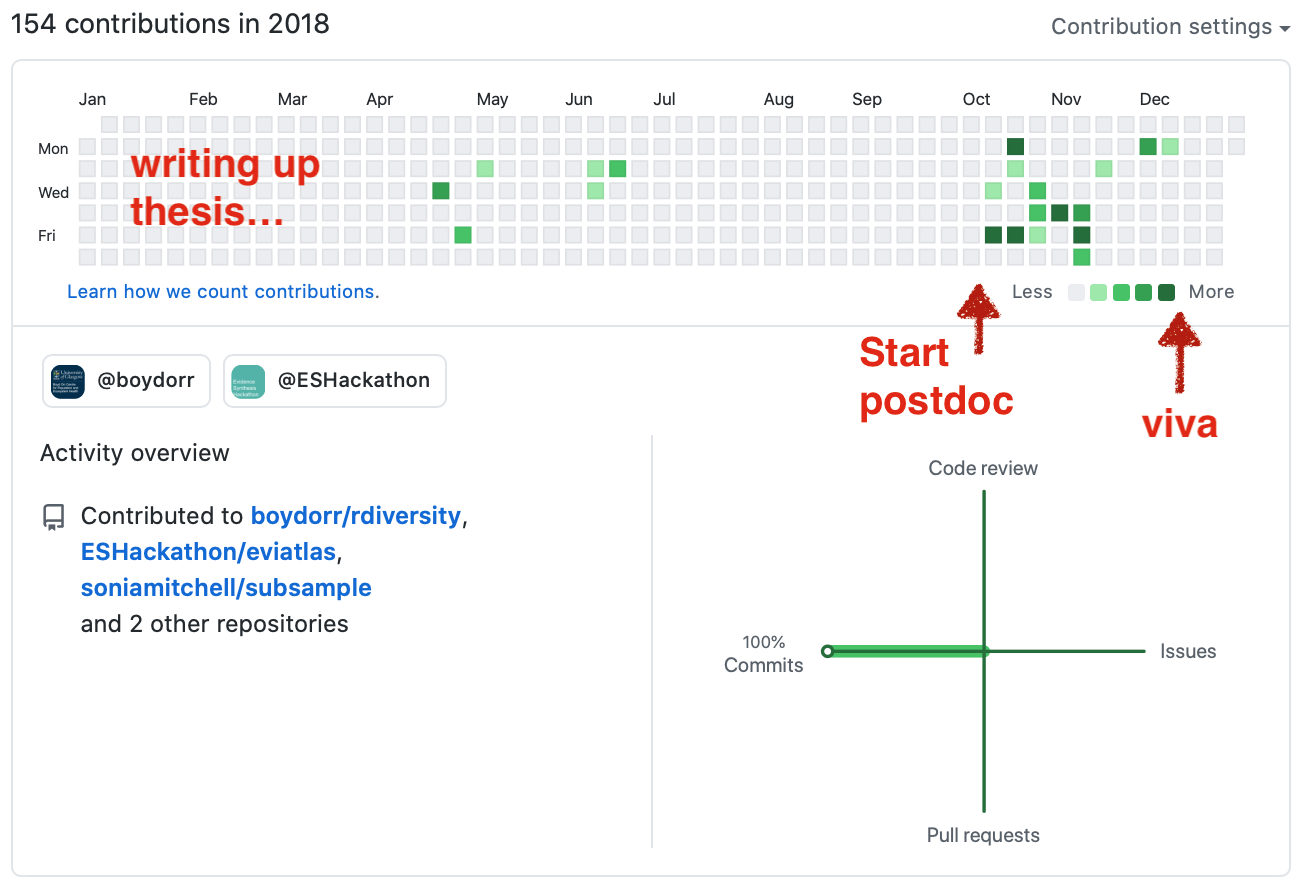 154 contributions in 2018
Contribution settings
Jan Feb Mar Apr May Jun Jul Aug Sep Oct Nov Dec
Mon
Wed
Fri
writing up
thesis...
Learn how we count contributions.
Less More
Start
postdoc
viva
@boydorr
@ESHackathon
Activity overview
Contributed to boydorr/rdiversity,
ESHackathon/eviatlas,
soniamitchell/subsample
and 2 other repositories
Code review
100%
Commits
Issues
Pull requests